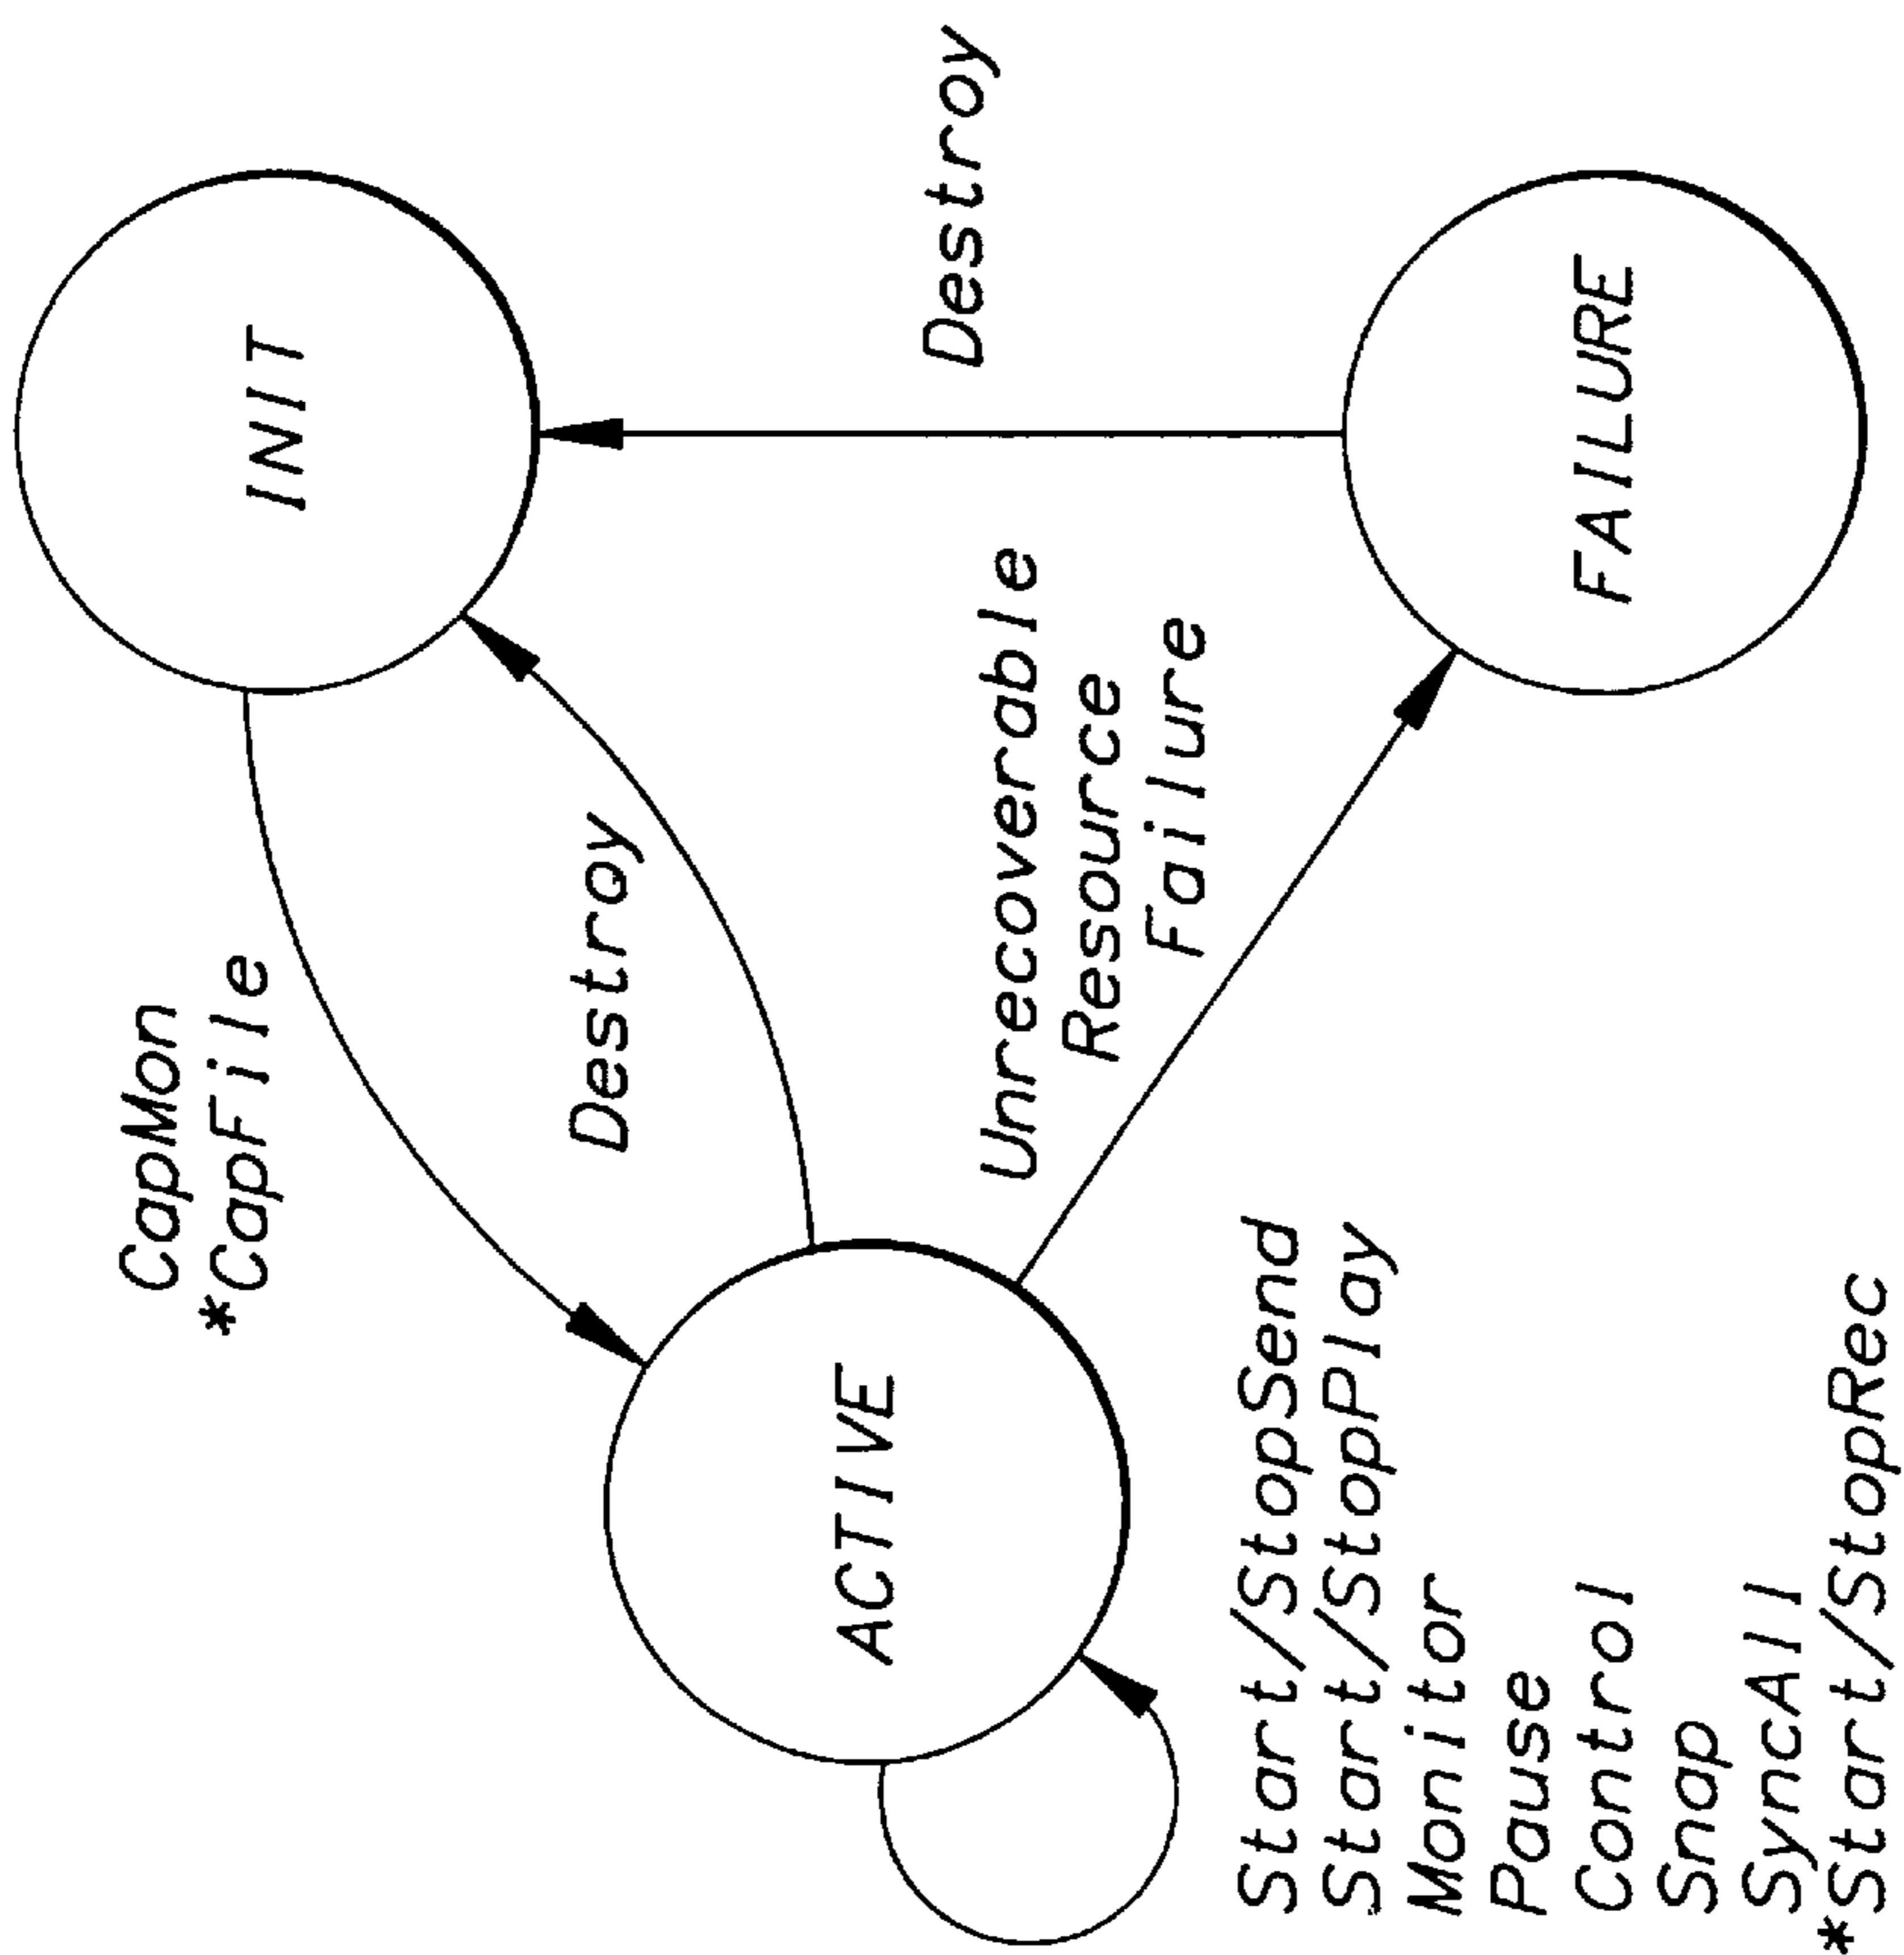 CapMon
*CapFile
INIT
Destroy
ACTIVE
Unrecoverable
Resource
Failure
Destroy
Start/StopSend
Start/StopPlay
Monitor
Pause
Control
Snap
SyncAll
*Start/StopRec
FAILURE